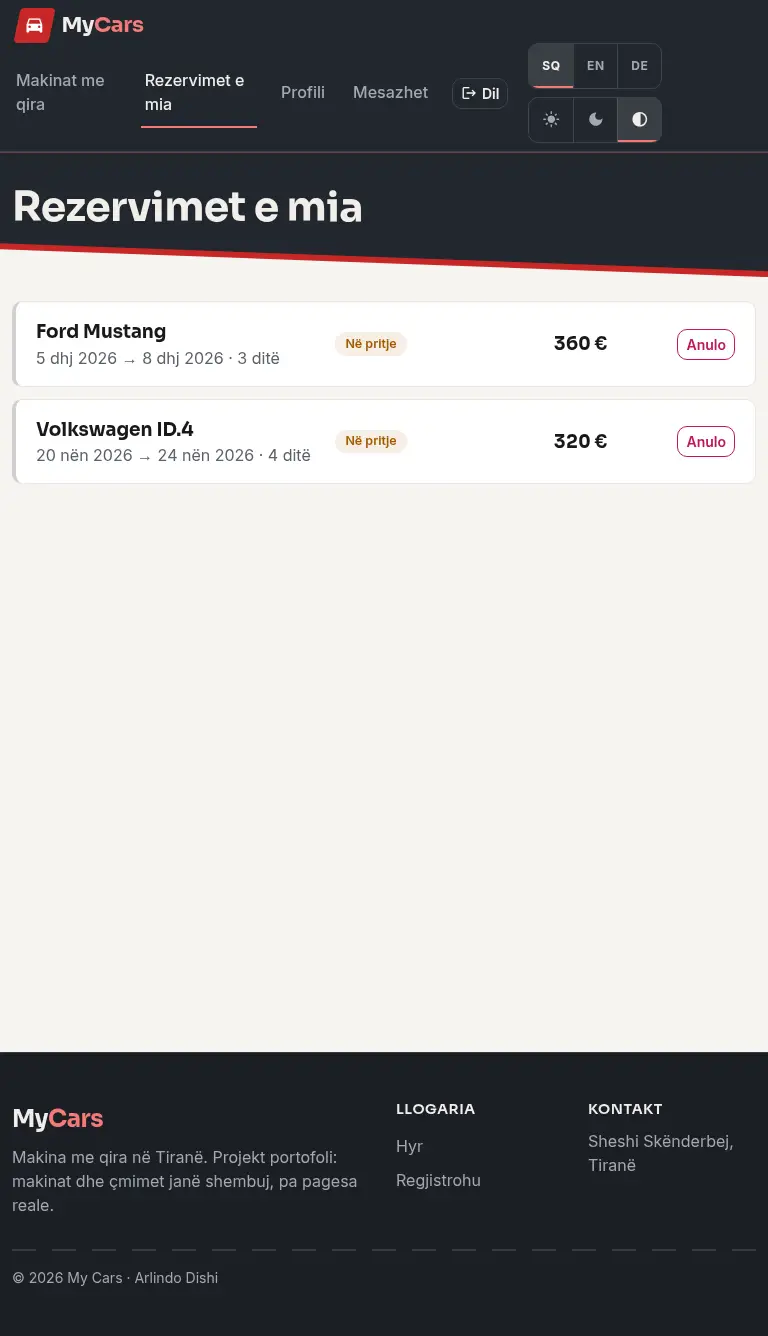 MyCars
Makinat me
qira
Rezervimet e
mia
Profili
Mesazhet
Dil
SQ EN DE
Rezervimet e mia
Ford Mustang
5 dhj 2026 → 8 dhj 2026 · 3 ditë
Në pritje
360 €
Anulo
Volkswagen ID.4
20 nën 2026 → 24 nën 2026 · 4 ditë
Në pritje
320 €
Anulo
MyCars
Makina me qira në Tiranë. Projekt portofoli:
makinat dhe çmimet janë shembuj, pa pagesa
reale.
LLOGARIA
Hyr
Regjistrohu
KONTAKT
Sheshi Skënderbej,
Tiranë
© 2026 My Cars · Arlindo Dishi